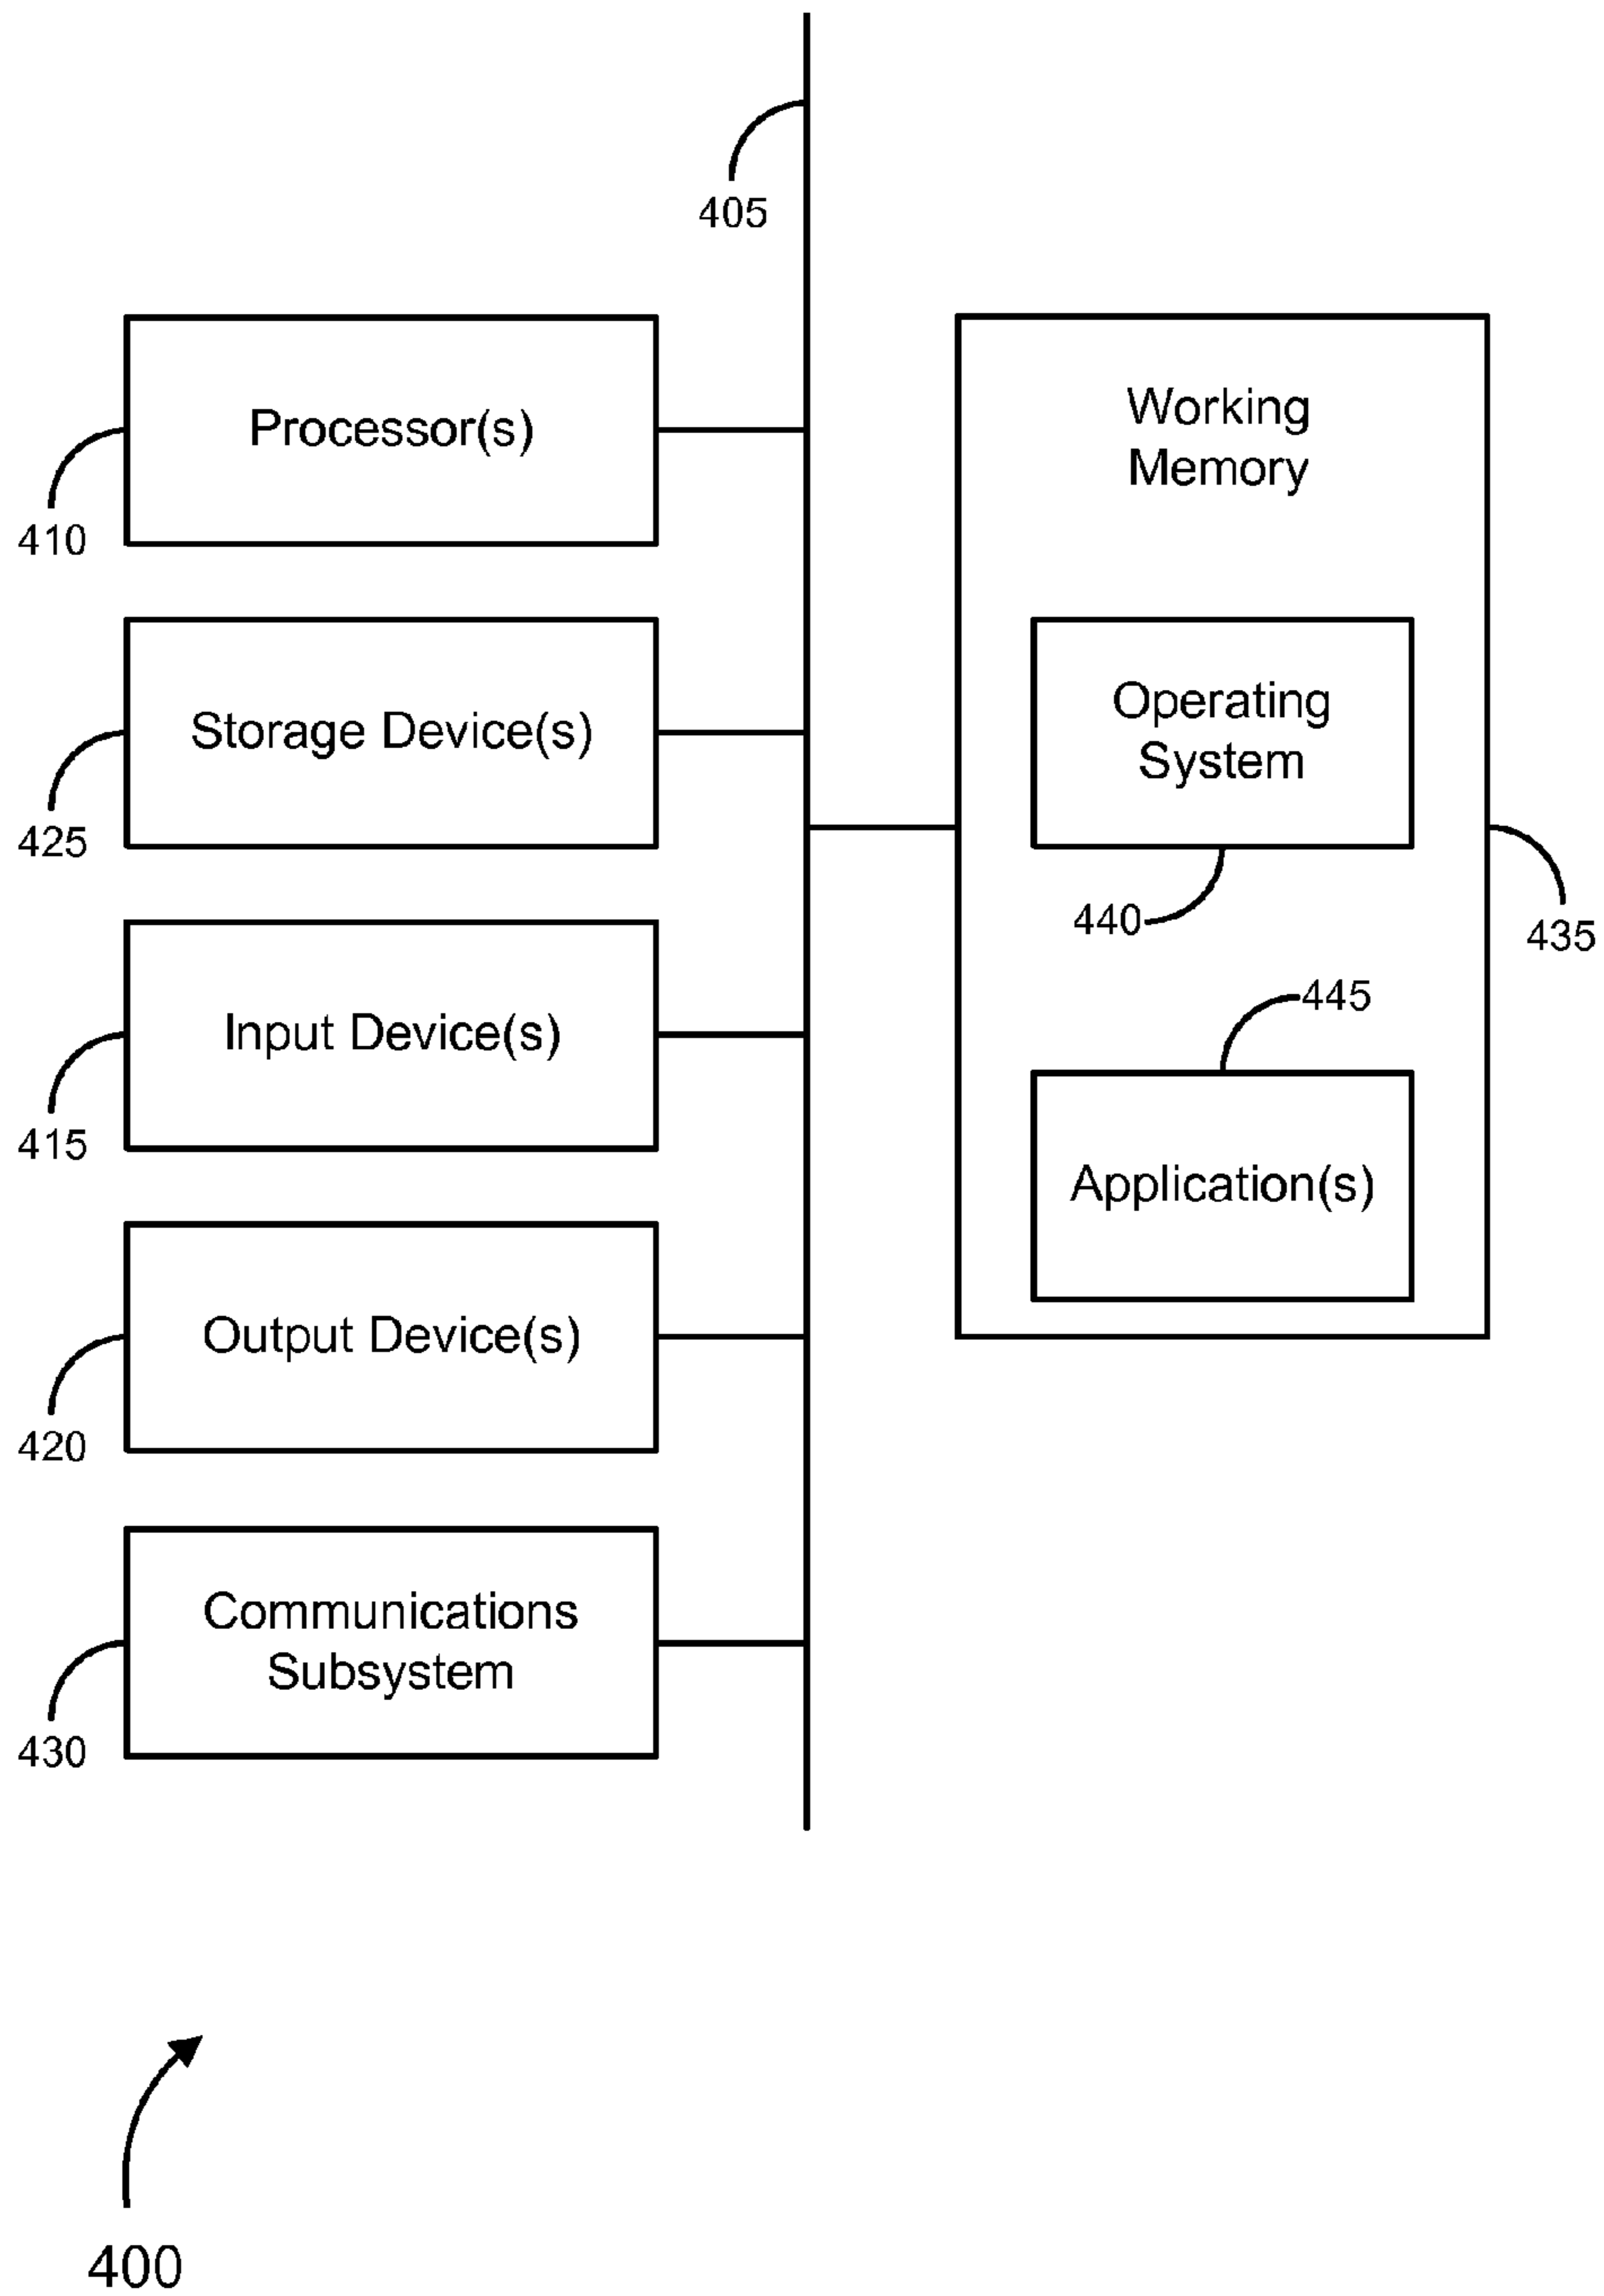 405
Processor(s)
410
Storage Device(s)
425
Input Device(s)
415
Output Device(s)
420
Communications
Subsystem
430
Working
Memory
Operating
System
440
435
445
Application(s)
400